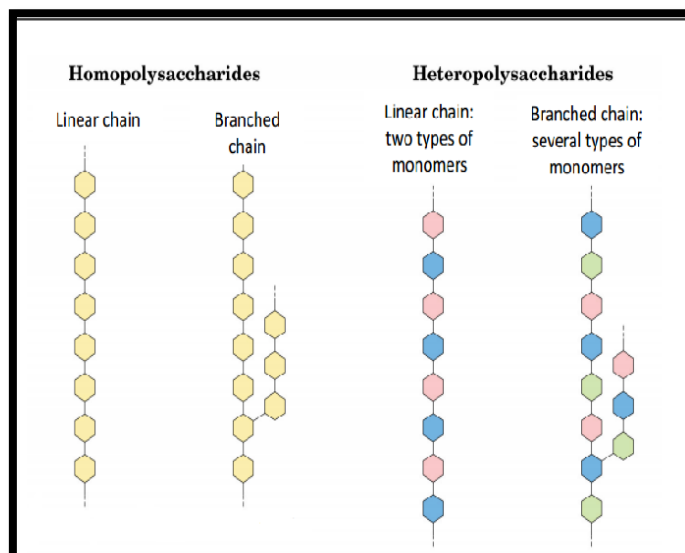 Homopolysaccharides
Linear chain
Branched
chain
Heteropolysaccharides
Linear chain:
two types of
monomers
Branched chain:
several types of
monomers